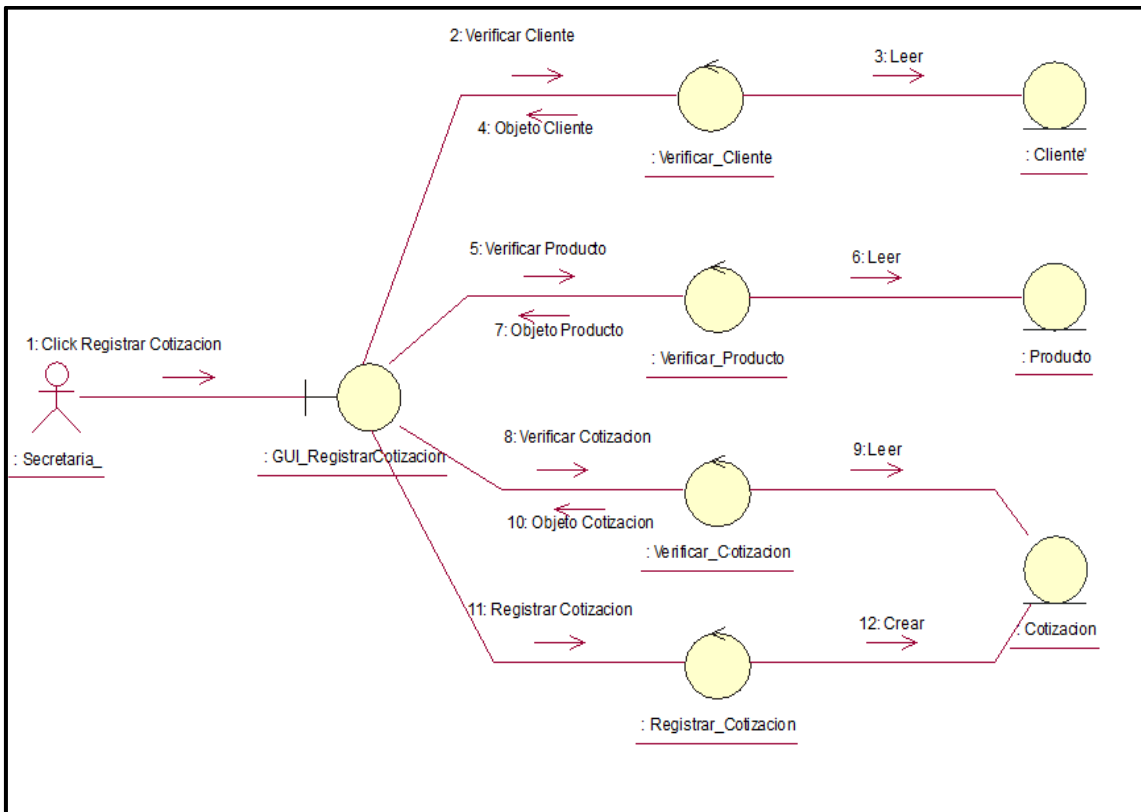 2: Verificar Cliente
3: Leer
4: Objeto Cliente
: Verificar_Cliente
: Cliente'
5: Verificar Producto
6: Leer
7: Objeto Producto
: Verificar_Producto
: Producto
1: Click Registrar Cotizacion
: Secretaria_
: GUI_RegistrarCotizacion
8: Verificar Cotizacion
9: Leer
10: Objeto Cotizacion
: Verificar_Cotizacion
11: Registrar Cotizacion
12: Crear
: Cotizacion
: Registrar_Cotizacion